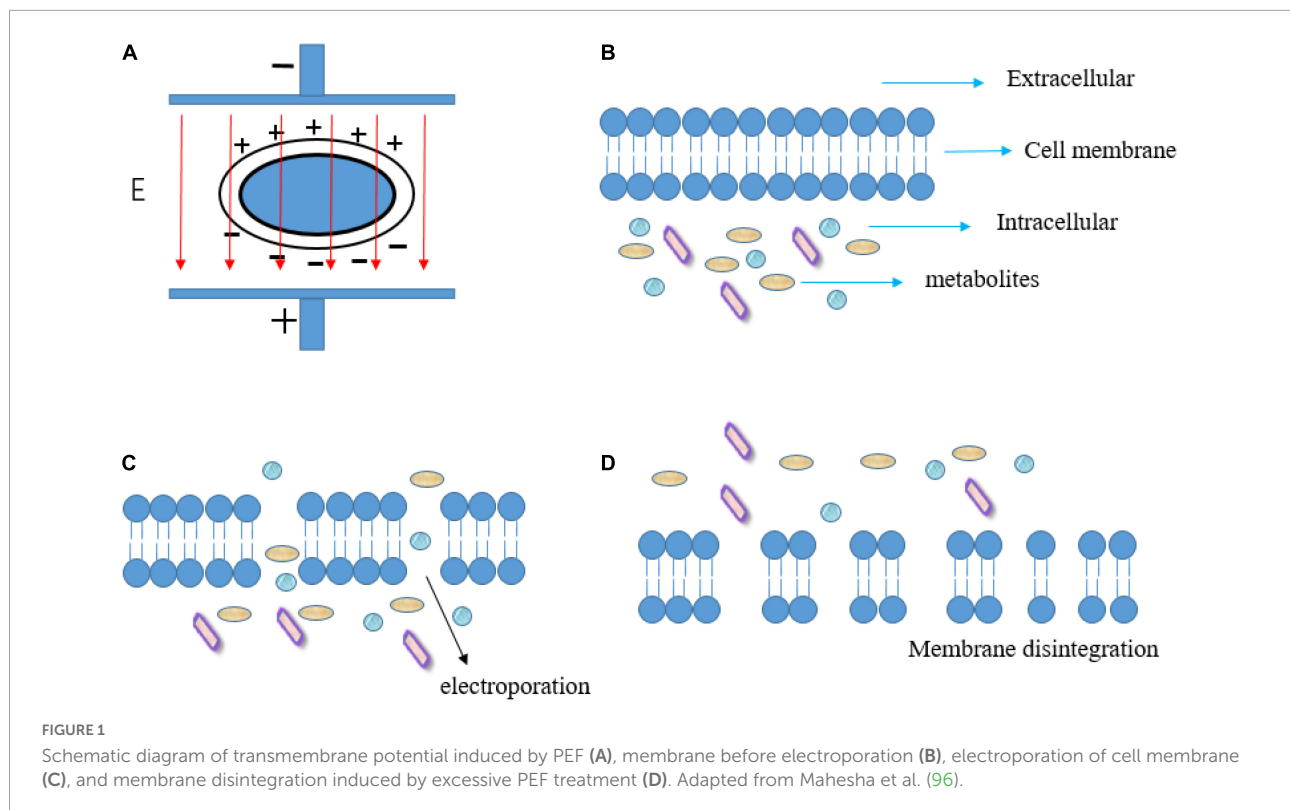 A
−
+ + + + +
E
− − − − −
+
B
Extracellular
Cell membrane
Intracellular
metabolites
C
electroporation
D
Membrane disintegration
FIGURE 1
Schematic diagram of transmembrane potential induced by PEF (A), membrane before electroporation (B), electroporation of cell membrane
(C), and membrane disintegration induced by excessive PEF treatment (D). Adapted from Mahesha et al. (96).